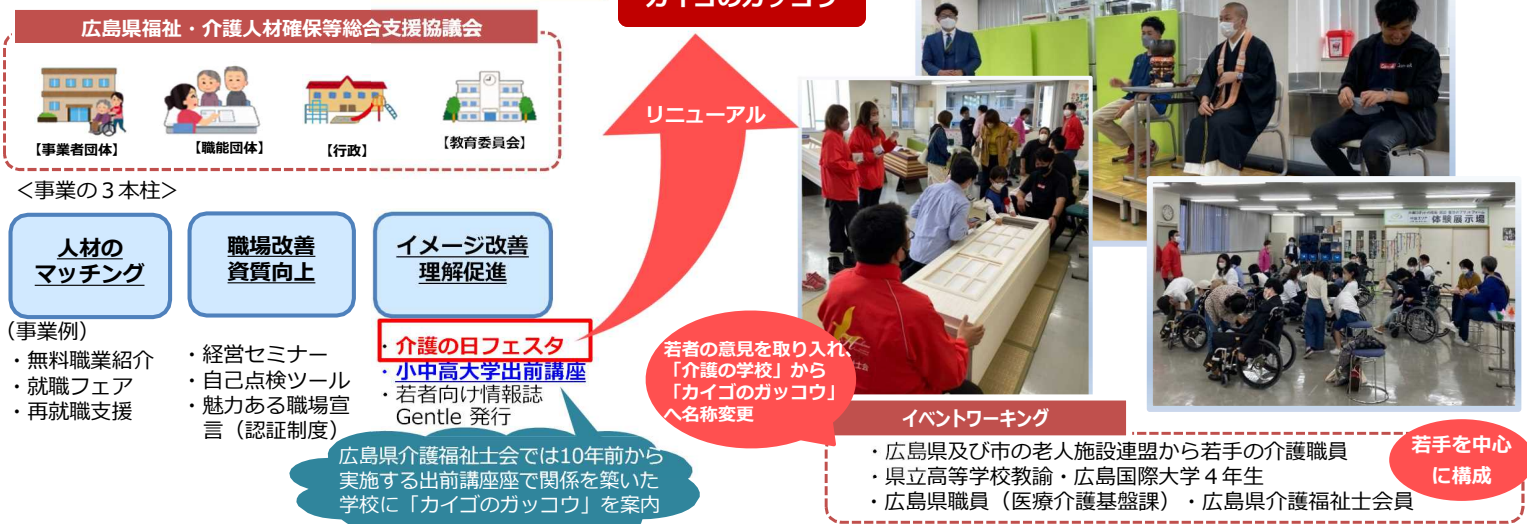 カイゴのガッコウ
広島県福祉・介護人材確保等総合支援協議会
【事業者団体】
【職能団体】
【行政】
【教育委員会】
リニューアル
＜事業の３本柱＞
人材の
マッチング
職場改善
資質向上
イメージ改善
理解促進
（事業例）
・無料職業紹介
・就職フェア
・再就職支援
・経営セミナー
・自己点検ツール
・魅力ある職場宣
言（認証制度）
・介護の日フェスタ
・小中高大学出前講座
・若者向け情報誌
Gentle 発行
広島県介護福祉士会では10年前から
実施する出前講座座で関係を築いた
学校に「カイゴのガッコウ」を案内
若者の意見を取り入れ、
「介護の学校」から
「カイゴのガッコウ」
へ名称変更
体験展示場
イベントワーキング
・広島県及び市の老人施設連盟から若手の介護職員
・県立高等学校教諭・広島国際大学４年生
・広島県職員（医療介護基盤課）・広島県介護福祉士会員
若手を中心
に構成